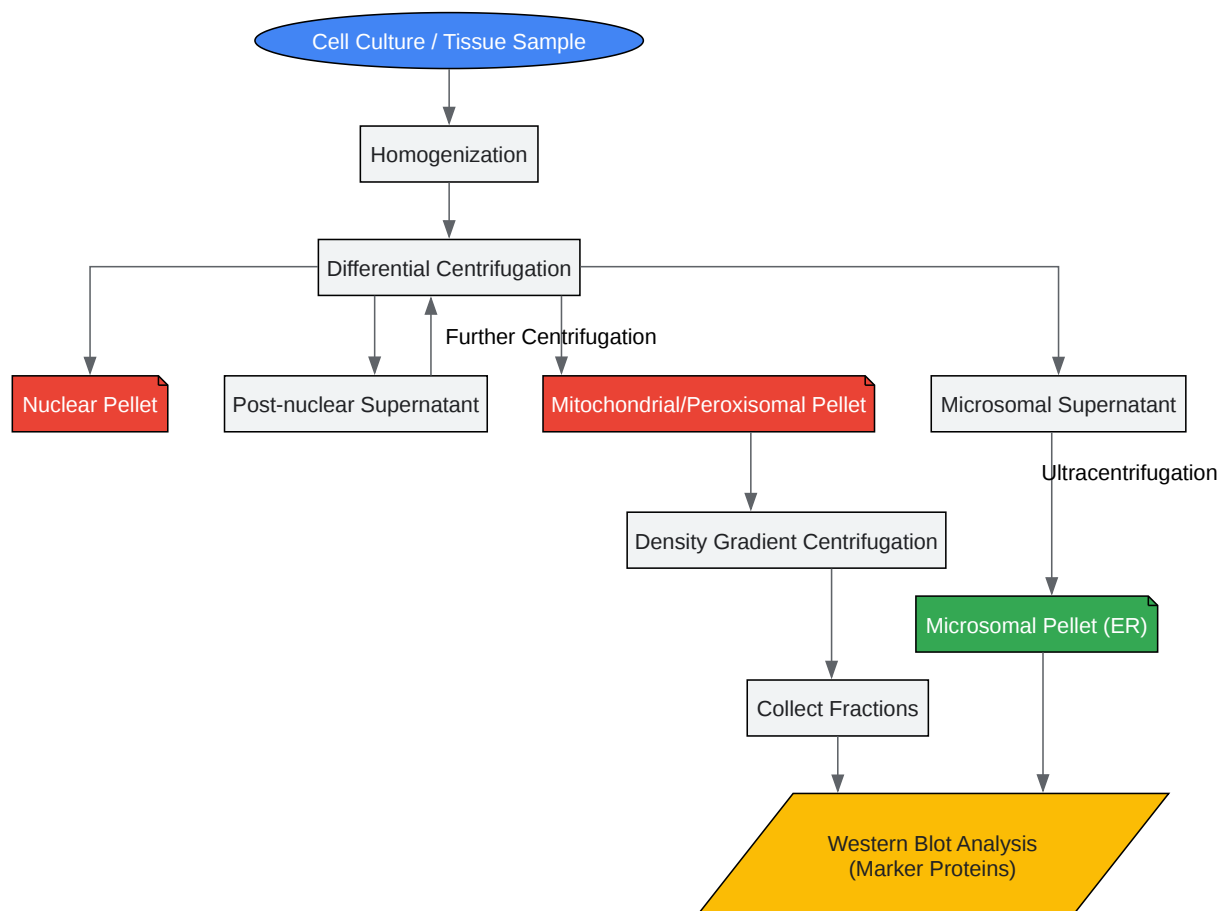 Cell Culture / Tissue Sample
Homogenization
Differential Centrifugation
Further Centrifugation
Nuclear Pellet
Post-nuclear Supernatant
Mitochondrial/Peroxisomal Pellet
Microsomal Supernatant
Ultracentrifugation
Density Gradient Centrifugation
Microsomal Pellet (ER)
Collect Fractions
Western Blot Analysis
(Marker Proteins)